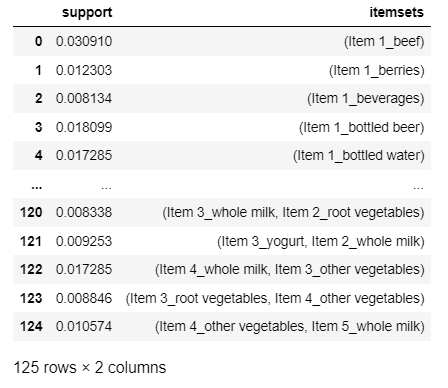 support itemsets
0 0.030910 (Item 1_beef)
1 0.012303 (Item 1_berries)
2 0.008134 (Item 1_beverages)
3 0.018099 (Item 1_bottled beer)
4 0.017285 (Item 1_bottled water)
... ... ...
120 0.008338 (Item 3_whole milk, Item 2_root vegetables)
121 0.009253 (Item 3_yogurt, Item 2_whole milk)
122 0.017285 (Item 4_whole milk, Item 3_other vegetables)
123 0.008846 (Item 3_root vegetables, Item 4_other vegetables)
124 0.010574 (Item 4_other vegetables, Item 5_whole milk)
125 rows × 2 columns